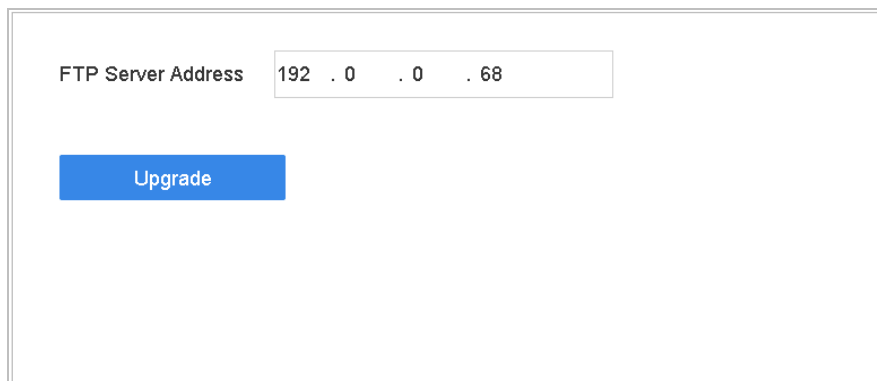 FTP Server Address 192 . 0 . 0 . 68
Upgrade